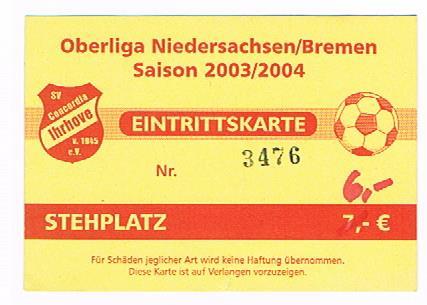 Oberliga Niedersachsen/Bremen
Saison 2003/2004
SV
Concordia
Ihrhove
v. 1945
e.V.
EINTRITTSKARTE
Nr. 3476
6,-
STEHPLATZ 7,- €
Für Schäden jeglicher Art wird keine Haftung übernommen.
Diese Karte ist auf Verlangen vorzuzeigen.